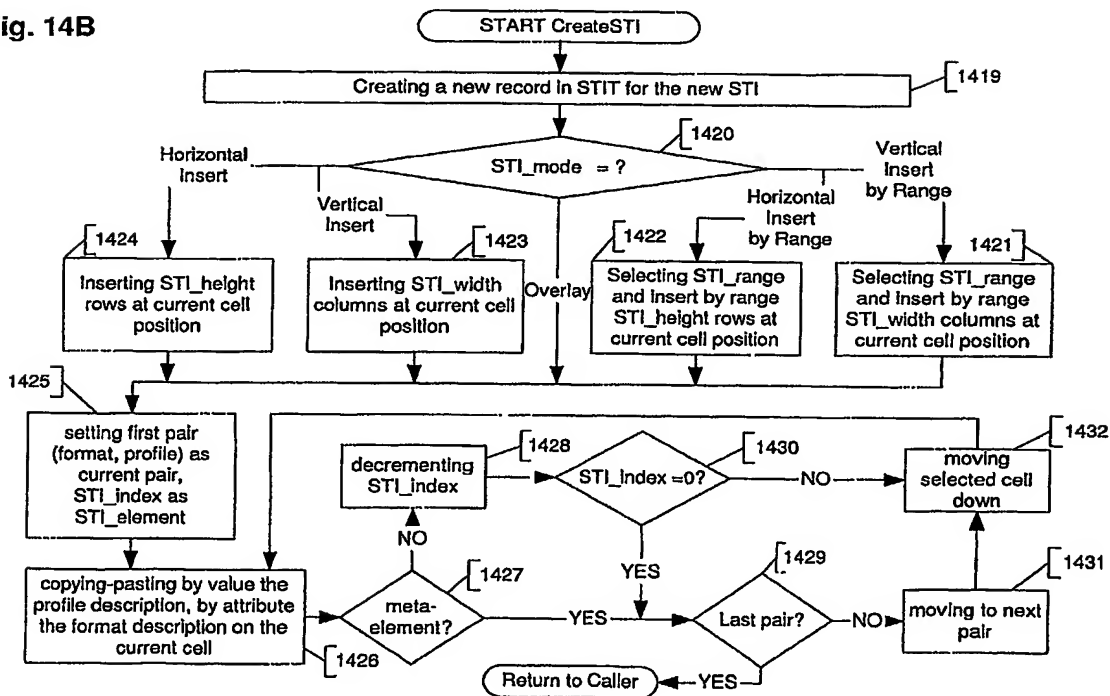 ig. 14B
START CreateSTI
Creating a new record in STIT for the new STI
1419
1420
STI_mode = ?
Horizontal
Insert
Vertical
Insert
Overlay
Horizontal
Insert
by Range
Vertical
Insert
by Range
1424
Inserting STI_height
rows at current cell
position
1423
Inserting STI_width
columns at current cell
position
1422
Selecting STI_range
and Insert by range
STI_height rows at
current cell position
1421
Selecting STI_range
and Insert by range
STI_width columns at
current cell position
1425
setting first pair
(format, profile) as
current pair,
STI_index as
STI_element
1428
decrementing
STI_index
1430
STI_index =0?
NO
1432
moving
selected cell
down
NO
YES
1426
copying-pasting by value the
profile description, by attribute
the format description on the
current cell
1427
meta-
element?
YES
1429
Last pair?
NO
1431
moving to next
pair
YES
Return to Caller